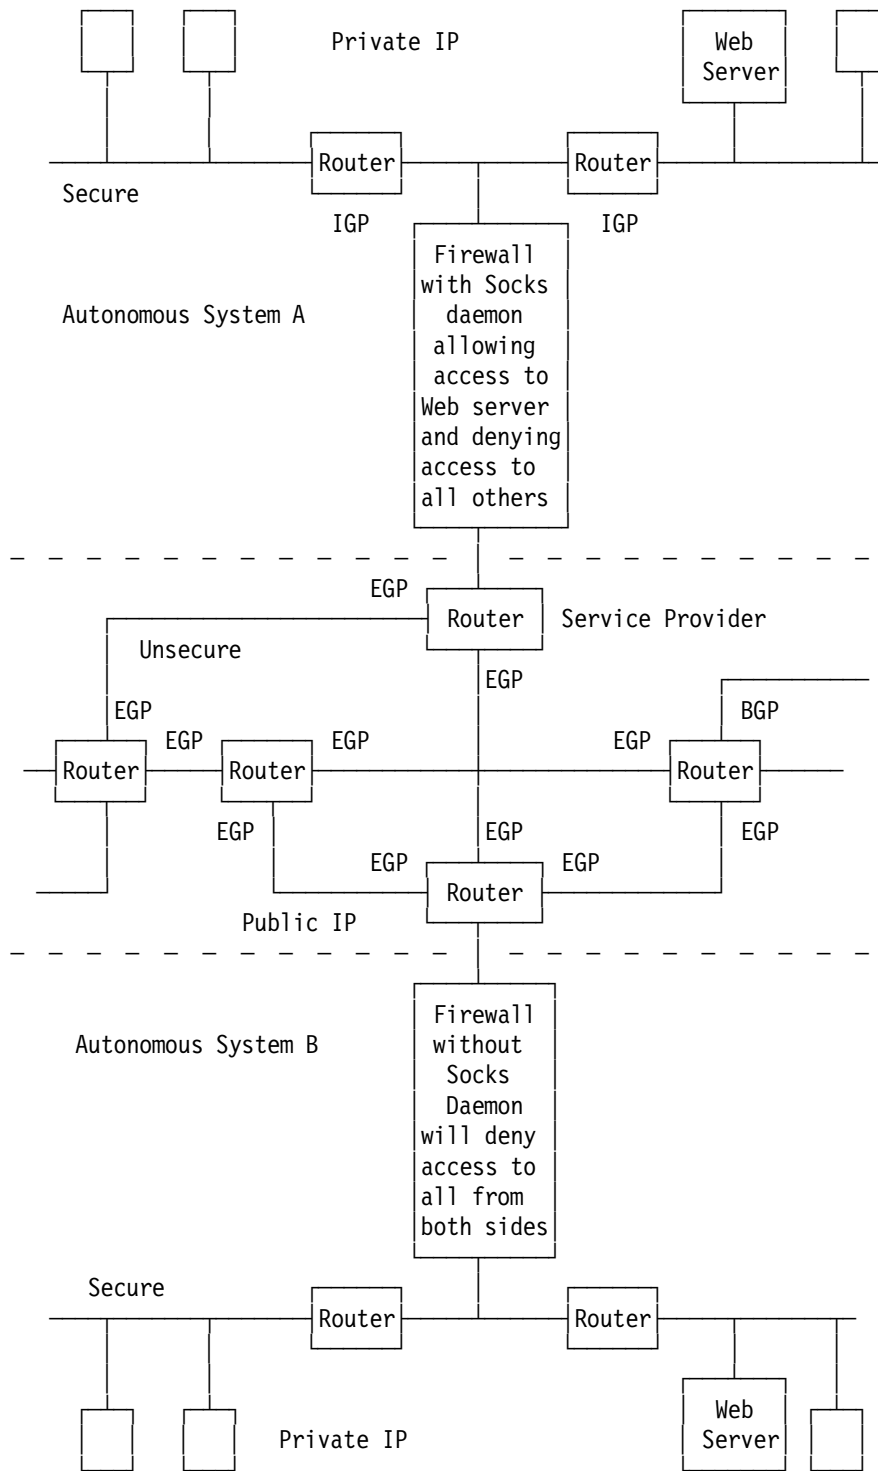 Private IP
Web
Server
Router
Router
Secure
IGP
IGP
Firewall
with Socks
daemon
allowing
access to
Web server
and denying
access to
all others
Autonomous System A
EGP
Router
Service Provider
Unsecure
EGP
EGP
BGP
EGP
EGP
EGP
Router
Router
Router
EGP
EGP
EGP
EGP
EGP
Router
Public IP
Autonomous System B
Firewall
without
Socks
Daemon
will deny
access to
all from
both sides
Secure
Router
Router
Web
Server
Private IP